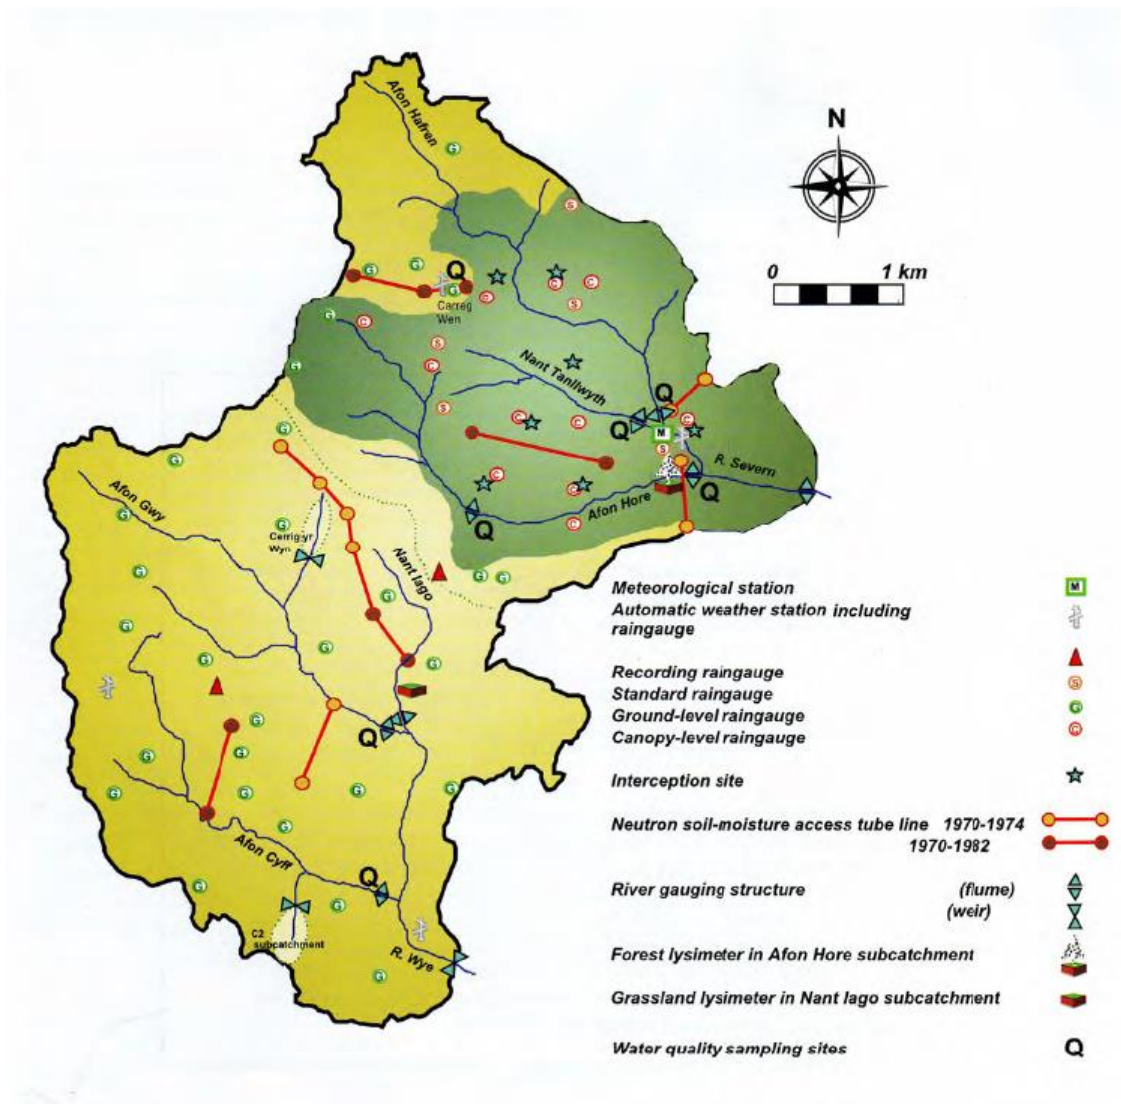 N
0 1 km
Afon Hafren
Q
Carreg
Wen
Nant Tanllwyth
Q
Q
M
R. Severn
Q
Afon Hore
Q
Afon Gwy
Cerrig yr
Wyn
Nant Iago
Q
Afon Cyff
Q
C2
subcatchment
R. Wye
Meteorological station M
Automatic weather station including
raingauge
Recording raingauge
Standard raingauge S
Ground-level raingauge G
Canopy-level raingauge C
Interception site
Neutron soil-moisture access tube line 1970-1974
1970-1982
River gauging structure (flume)
(weir)
Forest lysimeter in Afon Hore subcatchment
Grassland lysimeter in Nant Iago subcatchment
Water quality sampling sites Q